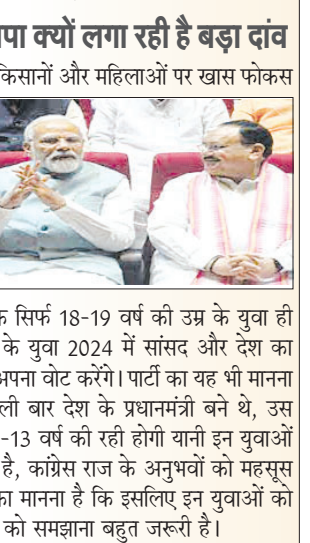 पा क्यों लगा रही है बड़ा दांव
किसानों और महिलाओं पर खास फोकस
क सिर्फ 18-19 वर्ष की उम्र के युवा ही
के युवा 2024 में सांसद और देश का
अपना वोट करेंगे। पार्टी का यह भी मानना
ली बार देश के प्रधानमंत्री बने थे, उस
-13 वर्ष की रही होगी यानी इन युवाओं
है, कांग्रेस राज के अनुभवों को महसूस
का मानना है कि इसलिए इन युवाओं को
को समझाना बहुत जरूरी है।